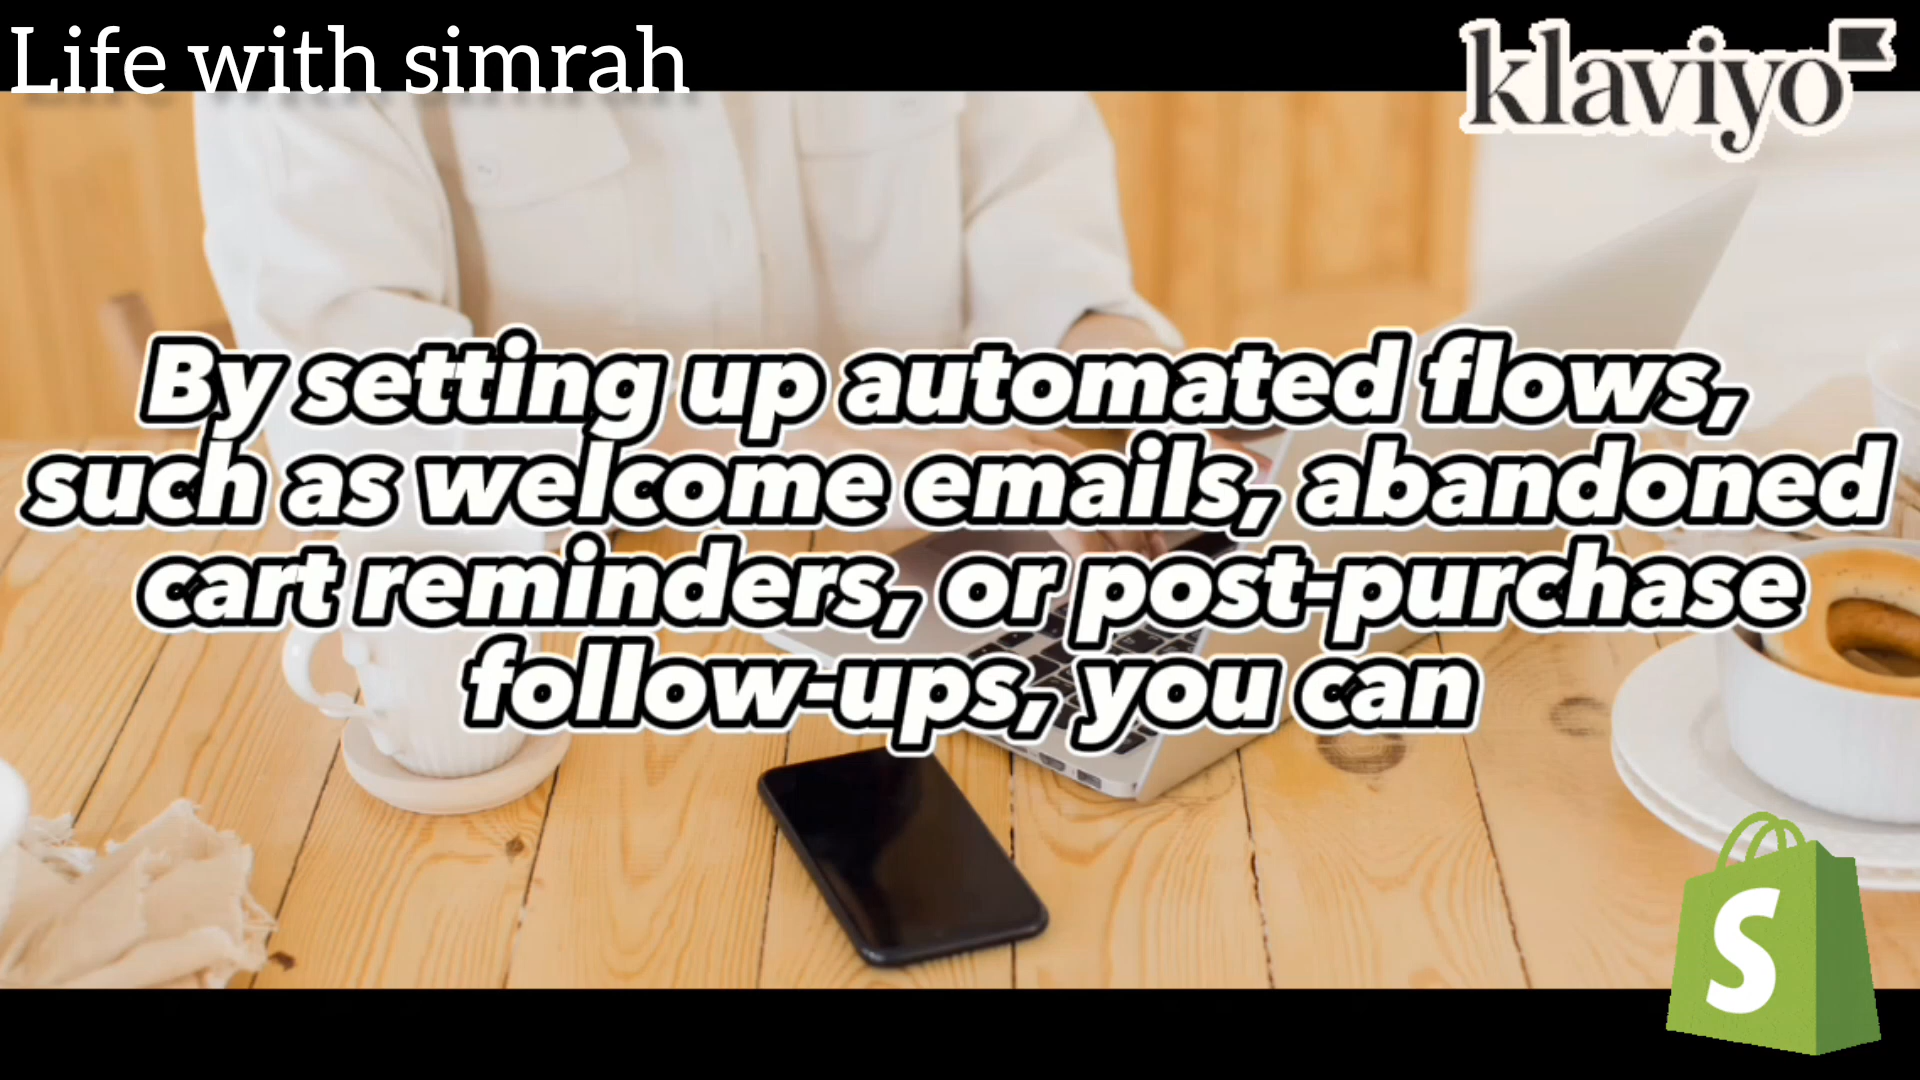 Life with simrah
klaviyo
By setting up automated flows,
such as welcome emails, abandoned
cart reminders, or post-purchase
follow-ups, you can
S